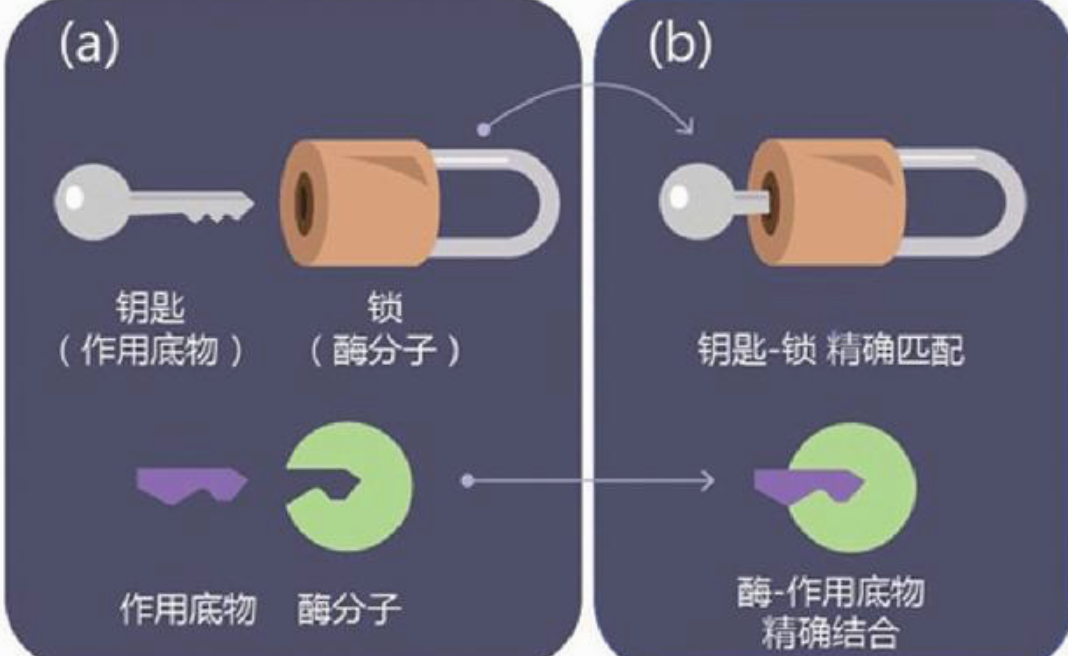 (a)
(b)
钥匙
（作用底物）
锁
（酶分子）
钥匙-锁 精确匹配
作用底物
酶分子
酶-作用底物
精确结合